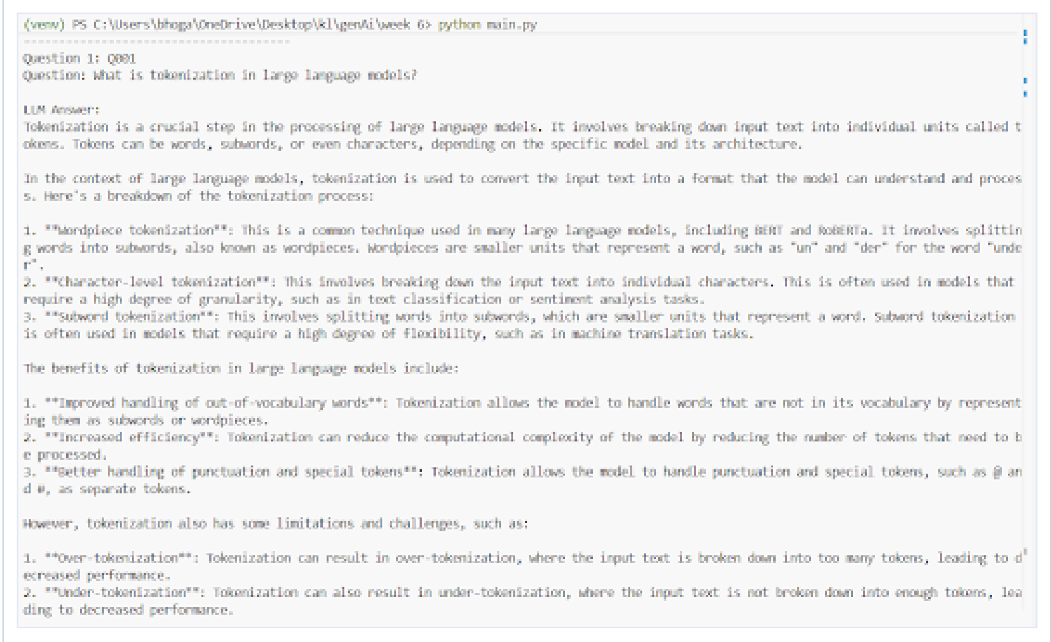 (venv) PS C:\Users\bhoga\OneDrive\Desktop\kl\genAi\week 6> python main.py
----------------------------------------
Question 1: Q001
Question: What is tokenization in large language models?
LLM Answer:
Tokenization is a crucial step in the processing of large language models. It involves breaking down input text into individual units called t
okens. Tokens can be words, subwords, or even characters, depending on the specific model and its architecture.
In the context of large language models, tokenization is used to convert the input text into a format that the model can understand and proces
s. Here's a breakdown of the tokenization process:
1. **Wordpiece tokenization**: This is a common technique used in many large language models, including BERT and RoBERTa. It involves splittin
g words into subwords, also known as wordpieces. Wordpieces are smaller units that represent a word, such as "un" and "der" for the word "unde
r".
2. **Character-level tokenization**: This involves breaking down the input text into individual characters. This is often used in models that
require a high degree of granularity, such as in text classification or sentiment analysis tasks.
3. **Subword tokenization**: This involves splitting words into subwords, which are smaller units that represent a word. Subword tokenization
is often used in models that require a high degree of flexibility, such as in machine translation tasks.
The benefits of tokenization in large language models include:
1. **Improved handling of out-of-vocabulary words**: Tokenization allows the model to handle words that are not in its vocabulary by represent
ing them as subwords or wordpieces.
2. **Increased efficiency**: Tokenization can reduce the computational complexity of the model by reducing the number of tokens that need to b
e processed.
3. **Better handling of punctuation and special tokens**: Tokenization allows the model to handle punctuation and special tokens, such as @ an
d #, as separate tokens.
However, tokenization also has some limitations and challenges, such as:
1. **Over-tokenization**: Tokenization can result in over-tokenization, where the input text is broken down into too many tokens, leading to d
ecreased performance.
2. **Under-tokenization**: Tokenization can also result in under-tokenization, where the input text is not broken down into enough tokens, lea
ding to decreased performance.